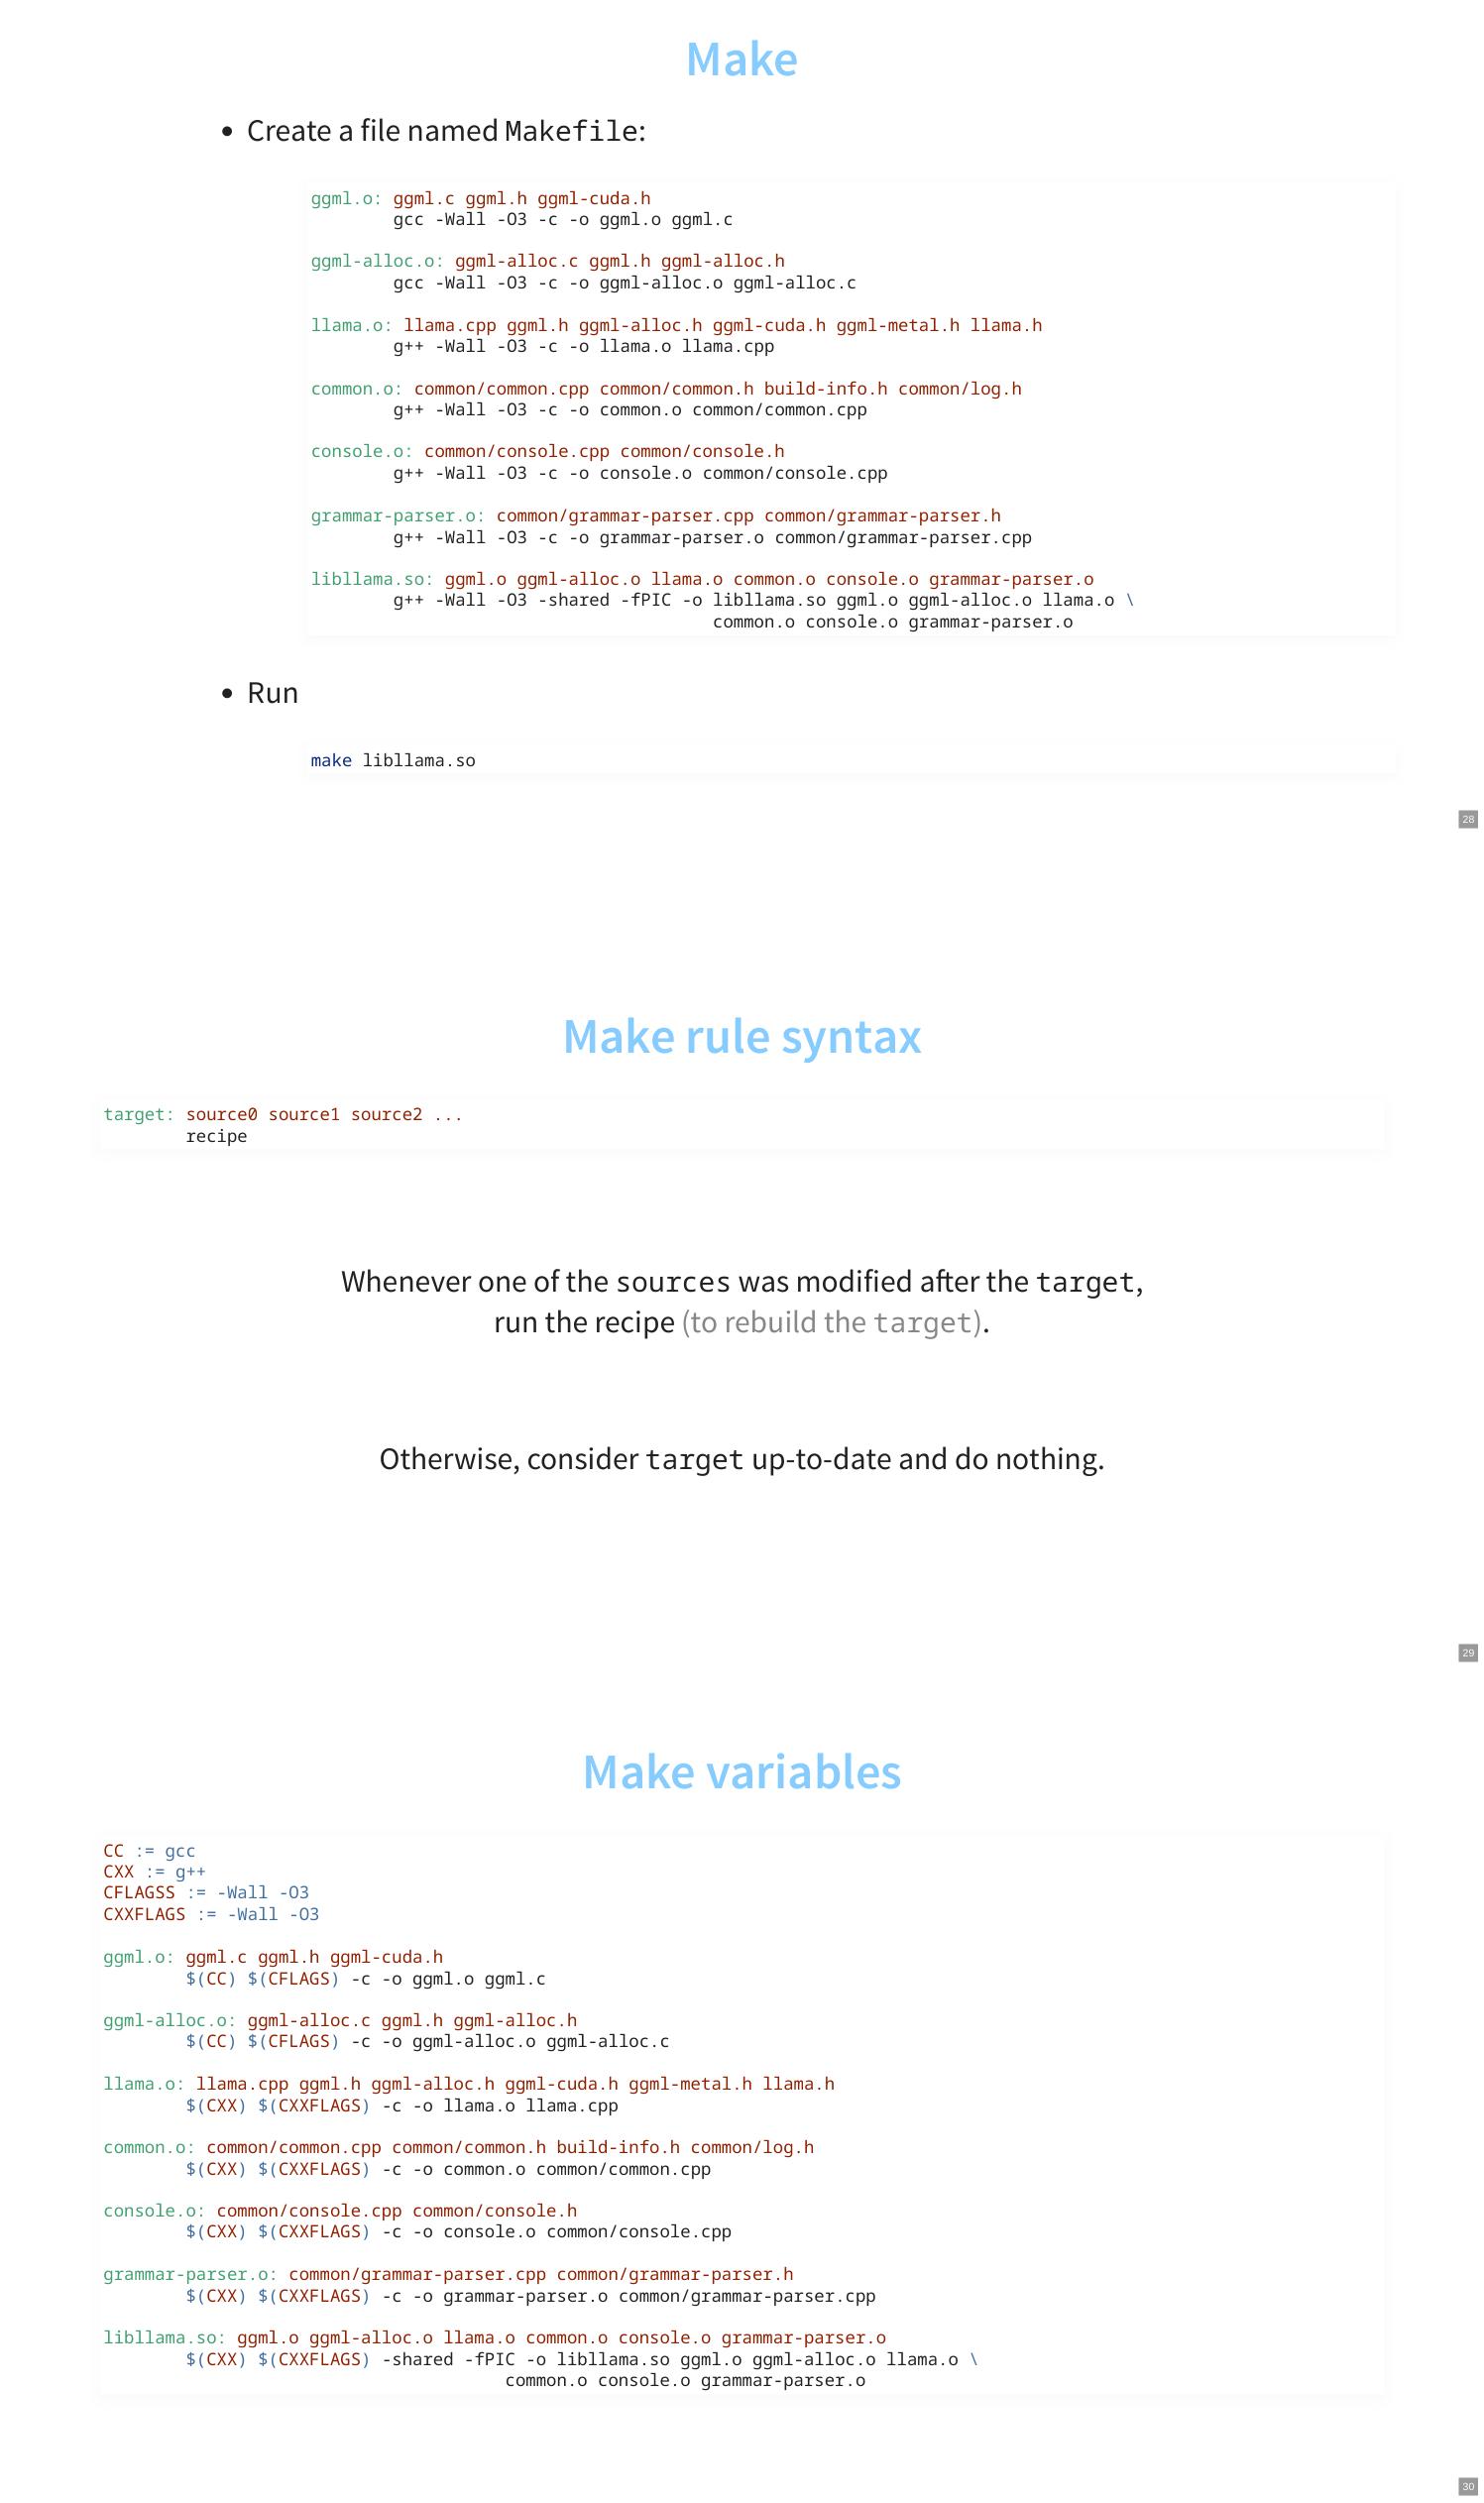 Make
• Create a file named Makefile:
ggml.o: ggml.c ggml.h ggml-cuda.h
        gcc -Wall -O3 -c -o ggml.o ggml.c
ggml-alloc.o: ggml-alloc.c ggml.h ggml-alloc.h
        gcc -Wall -O3 -c -o ggml-alloc.o ggml-alloc.c
llama.o: llama.cpp ggml.h ggml-alloc.h ggml-cuda.h ggml-metal.h llama.h
        g++ -Wall -O3 -c -o llama.o llama.cpp
common.o: common/common.cpp common/common.h build-info.h common/log.h
        g++ -Wall -O3 -c -o common.o common/common.cpp
console.o: common/console.cpp common/console.h
        g++ -Wall -O3 -c -o console.o common/console.cpp
grammar-parser.o: common/grammar-parser.cpp common/grammar-parser.h
        g++ -Wall -O3 -c -o grammar-parser.o common/grammar-parser.cpp
libllama.so: ggml.o ggml-alloc.o llama.o common.o console.o grammar-parser.o
        g++ -Wall -O3 -shared -fPIC -o libllama.so ggml.o ggml-alloc.o llama.o \
                                       common.o console.o grammar-parser.o
• Run
make libllama.so
28
Make rule syntax
target: source0 source1 source2 ...
        recipe
Whenever one of the sources was modified after the target,
run the recipe (to rebuild the target).
Otherwise, consider target up-to-date and do nothing.
29
Make variables
CC := gcc
CXX := g++
CFLAGSS := -Wall -O3
CXXFLAGS := -Wall -O3
ggml.o: ggml.c ggml.h ggml-cuda.h
        $(CC) $(CFLAGS) -c -o ggml.o ggml.c
ggml-alloc.o: ggml-alloc.c ggml.h ggml-alloc.h
        $(CC) $(CFLAGS) -c -o ggml-alloc.o ggml-alloc.c
llama.o: llama.cpp ggml.h ggml-alloc.h ggml-cuda.h ggml-metal.h llama.h
        $(CXX) $(CXXFLAGS) -c -o llama.o llama.cpp
common.o: common/common.cpp common/common.h build-info.h common/log.h
        $(CXX) $(CXXFLAGS) -c -o common.o common/common.cpp
console.o: common/console.cpp common/console.h
        $(CXX) $(CXXFLAGS) -c -o console.o common/console.cpp
grammar-parser.o: common/grammar-parser.cpp common/grammar-parser.h
        $(CXX) $(CXXFLAGS) -c -o grammar-parser.o common/grammar-parser.cpp
libllama.so: ggml.o ggml-alloc.o llama.o common.o console.o grammar-parser.o
        $(CXX) $(CXXFLAGS) -shared -fPIC -o libllama.so ggml.o ggml-alloc.o llama.o \
                                       common.o console.o grammar-parser.o
30